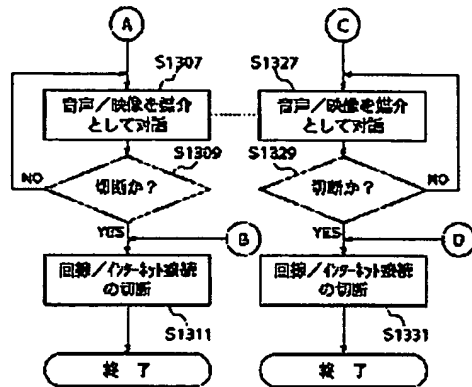 A
S1307
音声/映像を媒介
として対話
S1309
切断か?
NO
YES
B
回線/インターネット接続
の切断
S1311
終了
C
S1327
音声/映像を媒介
として対話
S1329
切断か?
NO
YES
D
回線/インターネット接続
の切断
S1331
終了